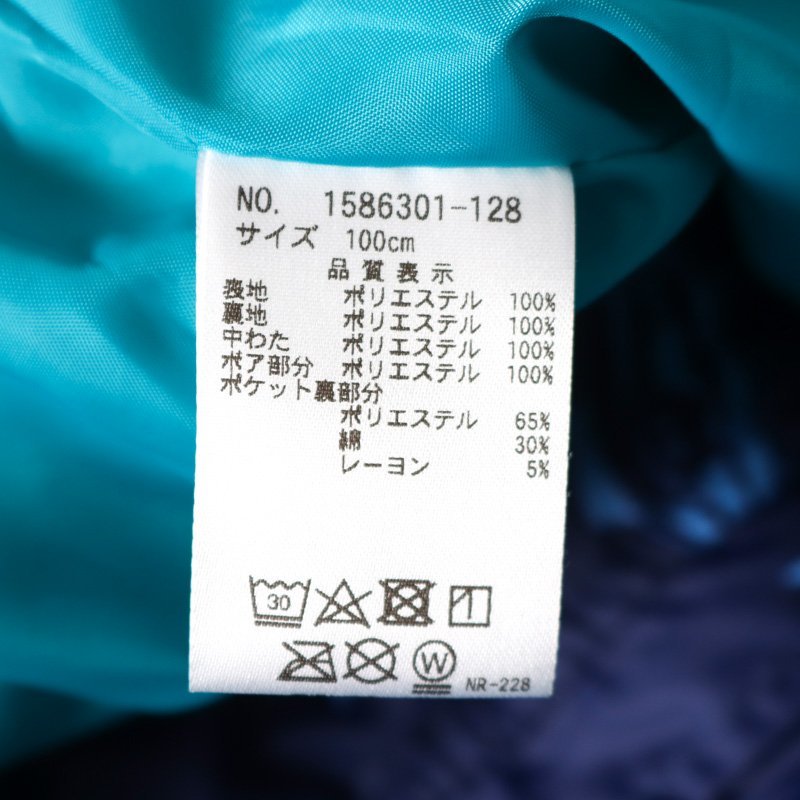 NO. 1586301-128
サイズ 100cm
品質表示
表地 ポリエステル 100%
裏地 ポリエステル 100%
中わた ポリエステル 100%
ボア部分 ポリエステル 100%
ポケット裏部分
ポリエステル 65%
綿 30%
レーヨン 5%
30
W
NR-228